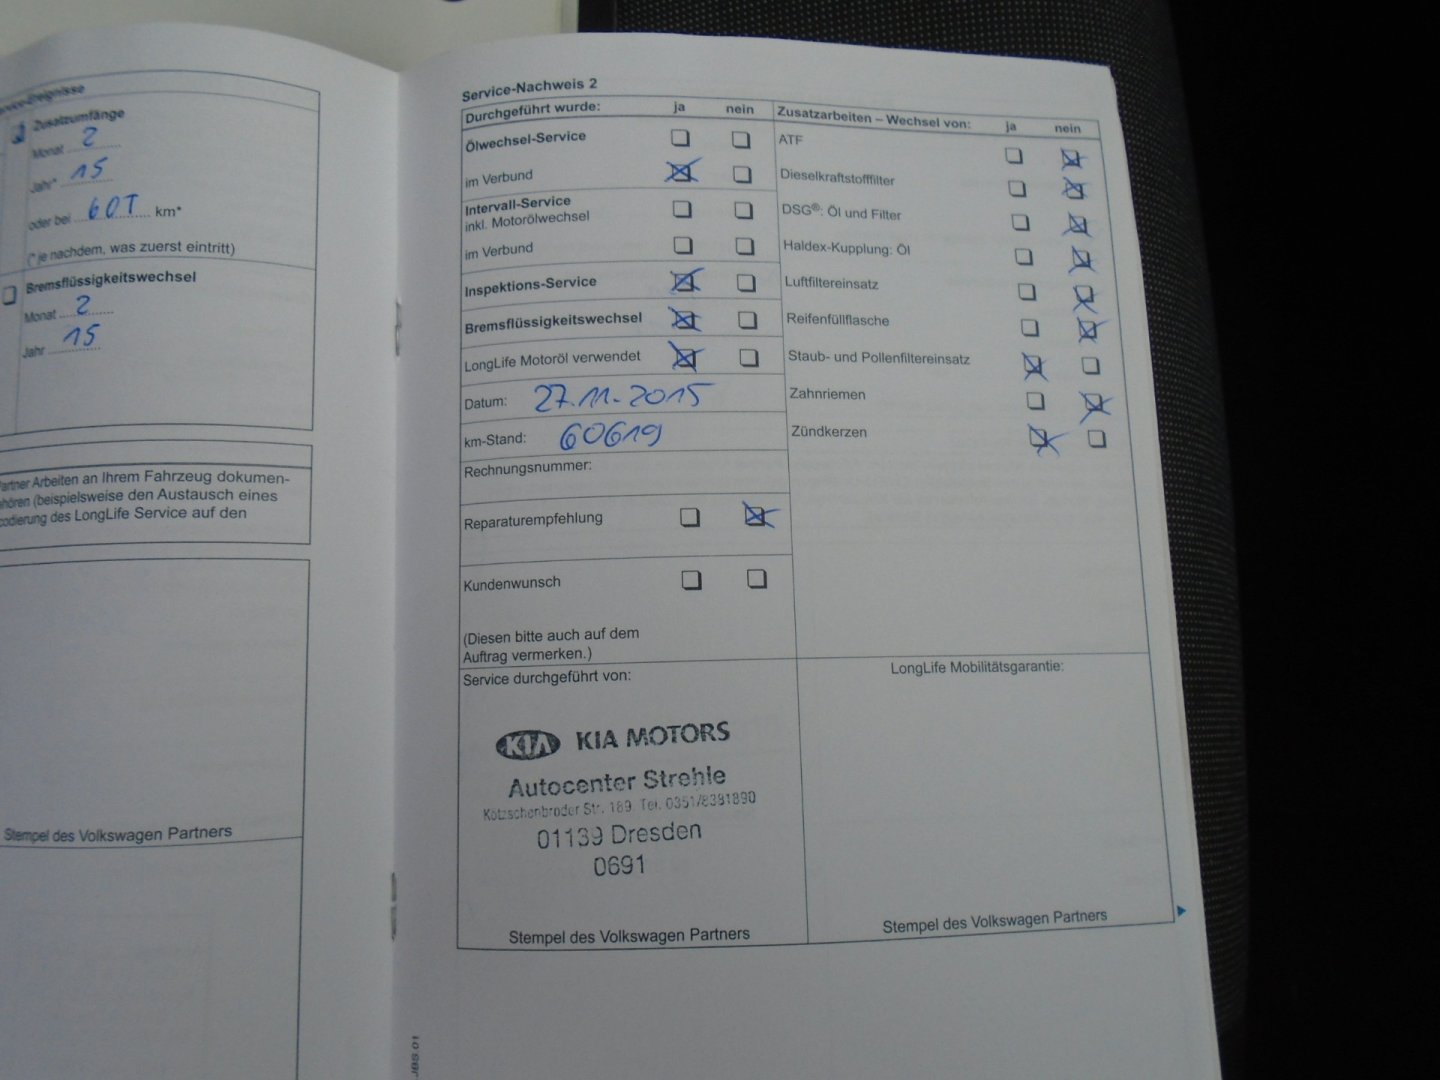 Zusatzumfänge
Monat 2
Jahr* 15
oder bei 60T km*
(* je nachdem, was zuerst eintritt)
Bremsflüssigkeitswechsel
Monat 2
Jahr 15
Arbeiten an Ihrem Fahrzeug dokumen-
(beispielsweise den Austausch eines
des LongLife Service auf den
Stempel des Volkswagen Partners
Service-Nachweis 2
Durchgeführt wurde: ja nein
Ölwechsel-Service
im Verbund
Intervall-Service
inkl. Motorölwechsel
im Verbund
Inspektions-Service
Bremsflüssigkeitswechsel
LongLife Motoröl verwendet
Datum: 27.11.2015
km-Stand: 60619
Rechnungsnummer:
Reparaturempfehlung
Kundenwunsch
(Diesen bitte auch auf dem
Auftrag vermerken.)
Zusatzarbeiten – Wechsel von: ja nein
ATF
Dieselkraftstofffilter
DSG®: Öl und Filter
Haldex-Kupplung: Öl
Luftfiltereinsatz
Reifenfüllflasche
Staub- und Pollenfiltereinsatz
Zahnriemen
Zündkerzen
Service durchgeführt von:
KIA KIA MOTORS
Autocenter Strehle
Kötzschenbroder Str. 189. Tel. 0351/8381890
01139 Dresden
0691
Stempel des Volkswagen Partners
LongLife Mobilitätsgarantie:
Stempel des Volkswagen Partners
JBS.01